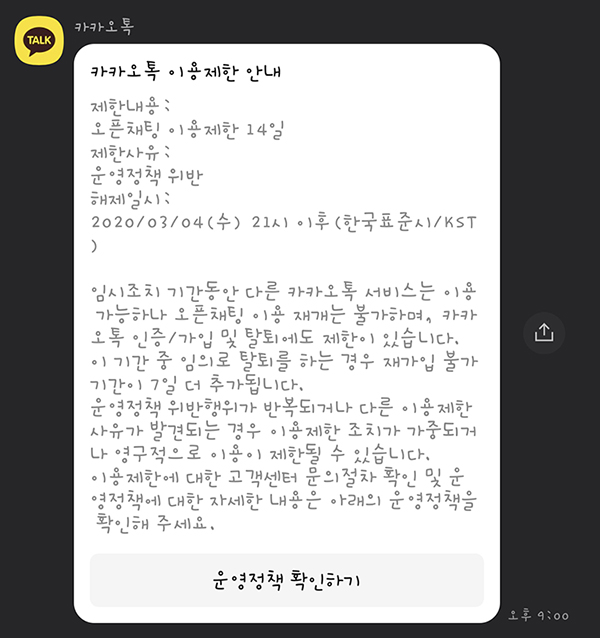 카카오톡
TALK
카카오톡 이용제한 안내
제한내용:
오픈채팅 이용제한 14일
제한사유:
운영정책 위반
해제일시:
2020/03/04(수) 21시 이후(한국표준시/KST
)
임시조치 기간동안 다른 카카오톡 서비스는 이용
가능하나 오픈채팅 이용 재개는 불가하며, 카카
오톡 인증/가입 및 탈퇴에도 제한이 있습니다.
이 기간 중 임의로 탈퇴를 하는 경우 재가입 불가
기간이 7일 더 추가됩니다.
운영정책 위반행위가 반복되거나 다른 이용제한
사유가 발견되는 경우 이용제한 조치가 가중되거
나 영구적으로 이용이 제한될 수 있습니다.
이용제한에 대한 고객센터 문의절차 확인 및 운
영정책에 대한 자세한 내용은 아래의 운영정책을
확인해 주세요.
운영정책 확인하기
오후 9:00